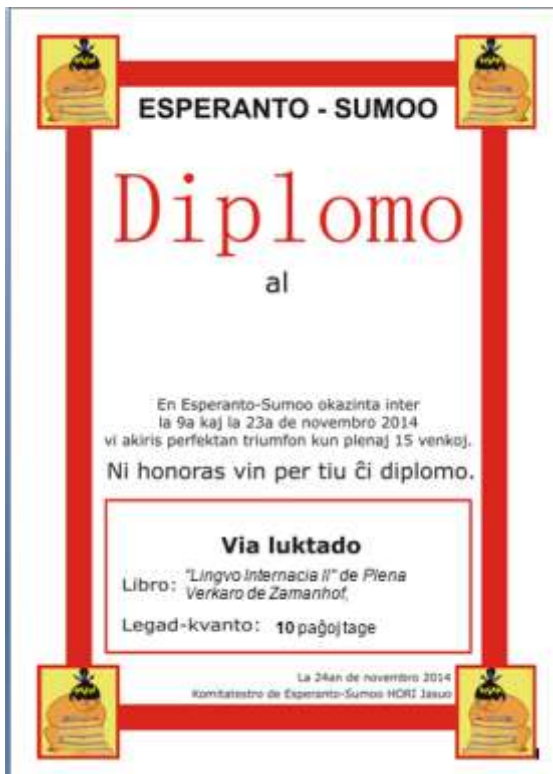 ESPERANTO - SUMOO
Diplomo
al
En Esperanto-Sumoo okazinta inter
la 9a kaj la 23a de novembro 2014
vi akiris perfektan triumfon kun plenaj 15 venkoj.
Ni honoras vin per tiu ĉi diplomo.
Via luktado
Libro: "Lingvo Internacia II" de Plena
Verkaro de Zamanhof,
Legad-kvanto: 10 paĝoj tage
La 24an de novembro 2014
Komitatestro de Esperanto-Sumoo HORI Jasuo